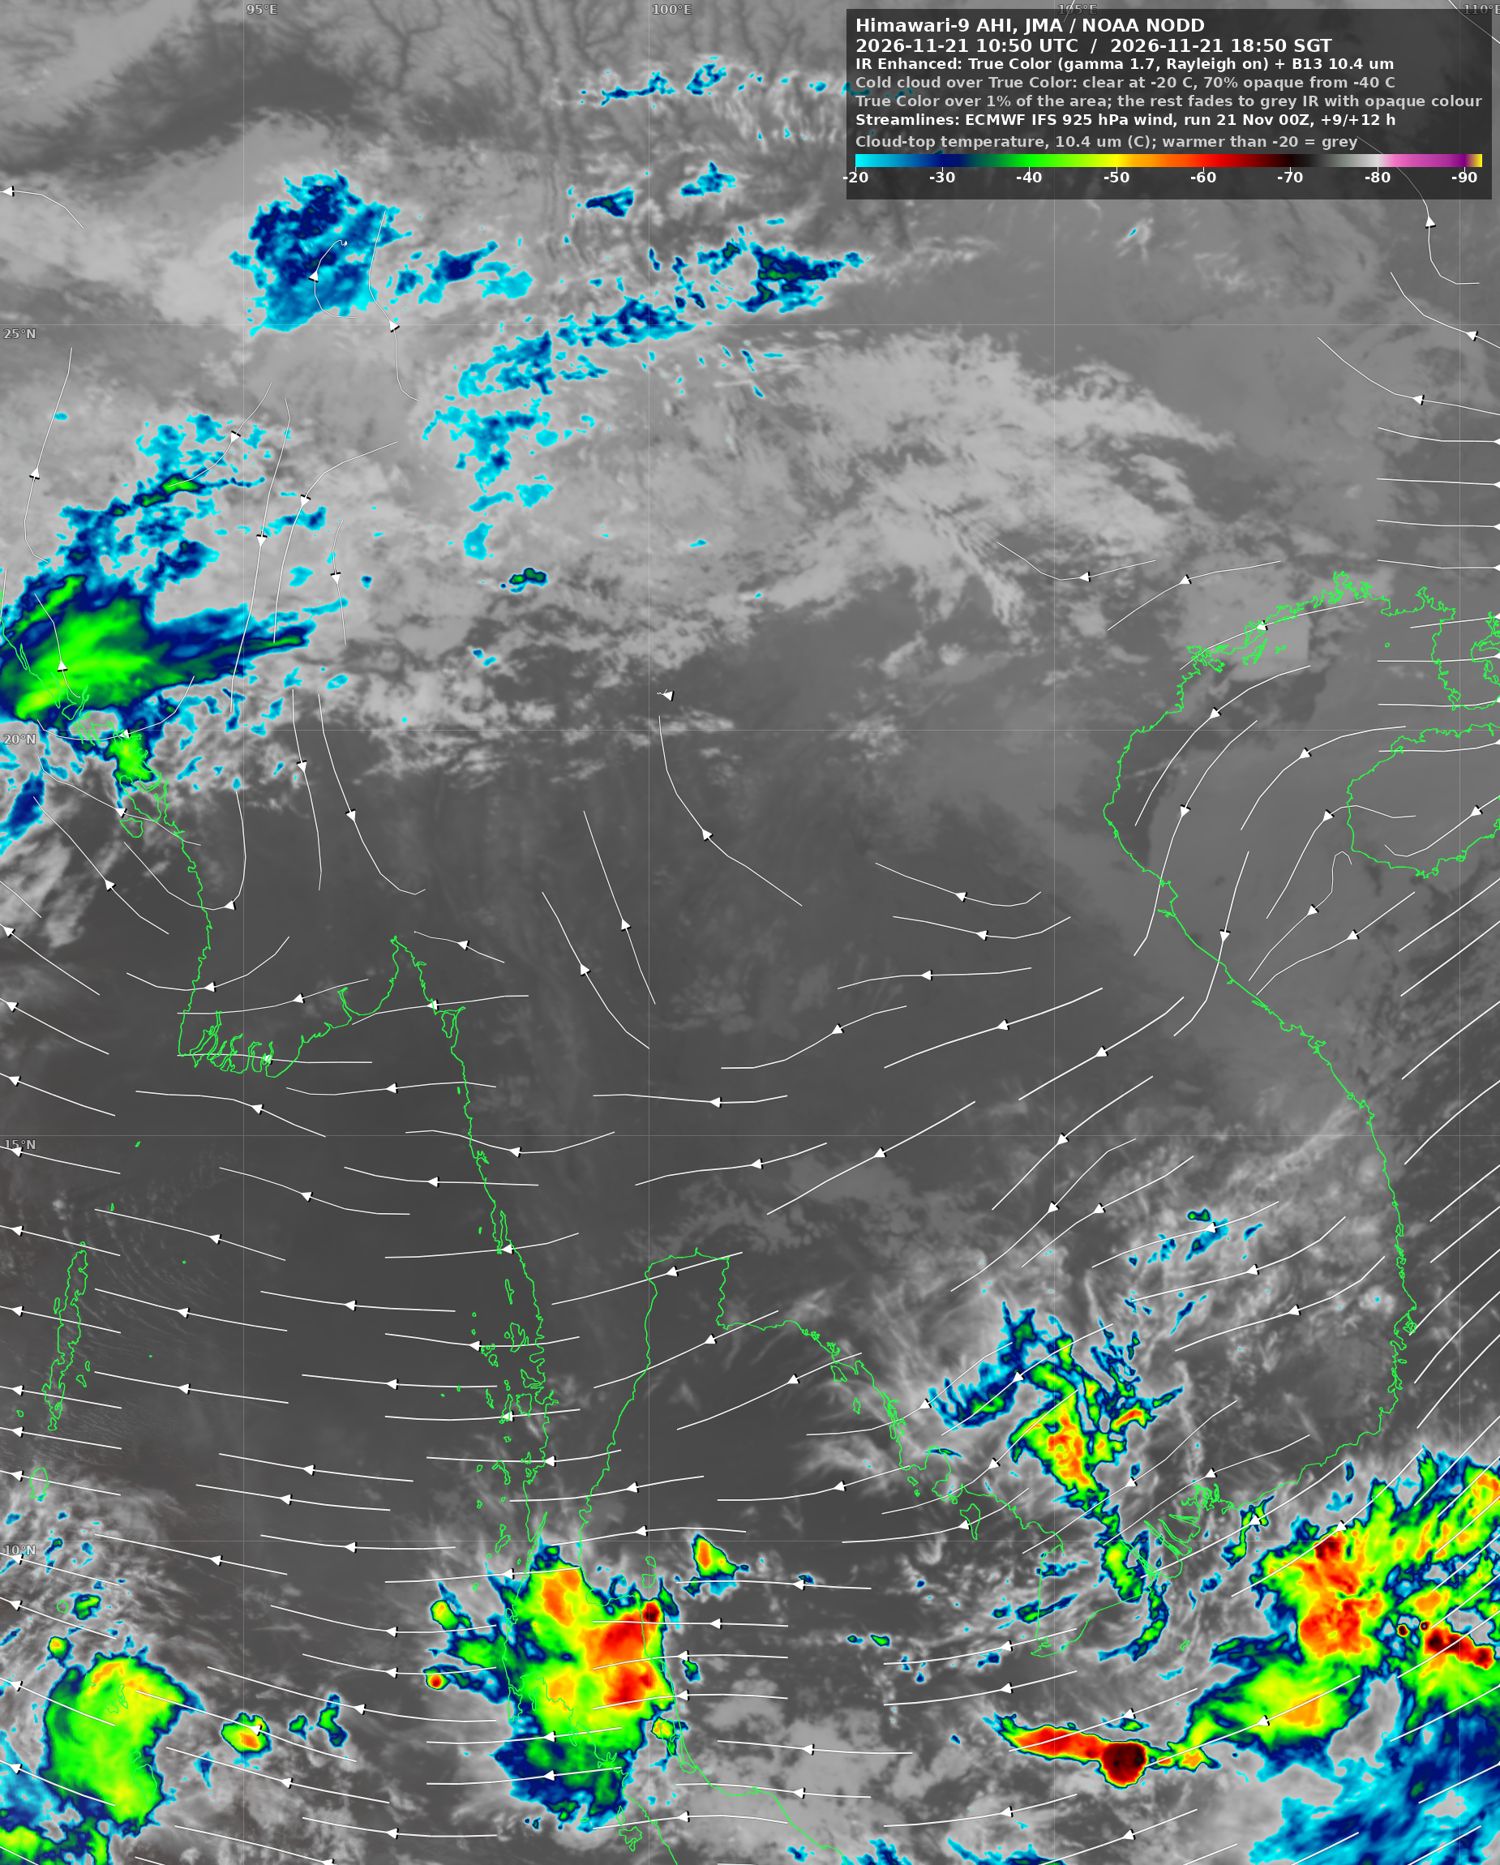 95°E
100°E
105°E
110°E
Himawari-9 AHI, JMA / NOAA NODD
2026-11-21 10:50 UTC  /  2026-11-21 18:50 SGT
IR Enhanced: True Color (gamma 1.7, Rayleigh on) + B13 10.4 um
Cold cloud over True Color: clear at -20 C, 70% opaque from -40 C
True Color over 1% of the area; the rest fades to grey IR with opaque colour
Streamlines: ECMWF IFS 925 hPa wind, run 21 Nov 00Z, +9/+12 h
Cloud-top temperature, 10.4 um (C); warmer than -20 = grey
-20 -30 -40 -50 -60 -70 -80 -90
25°N
20°N
15°N
10°N